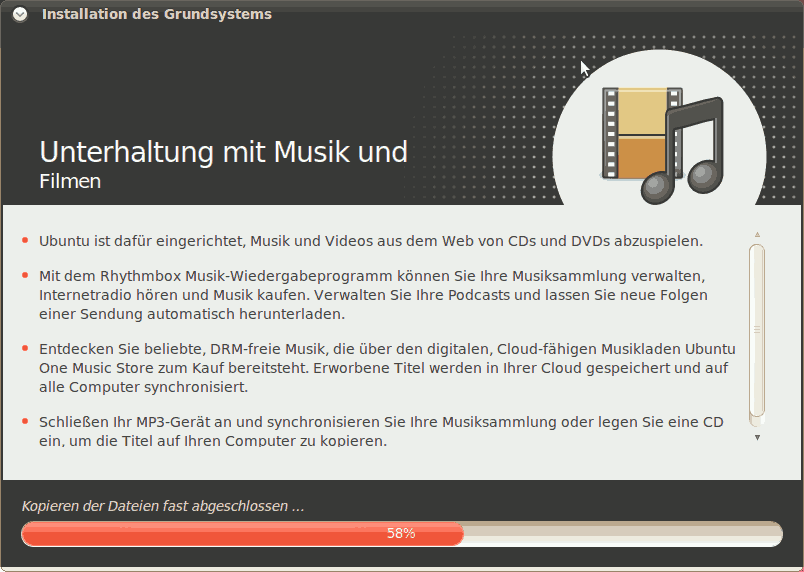 Installation des Grundsystems
Unterhaltung mit Musik und
Filmen
Ubuntu ist dafür eingerichtet, Musik und Videos aus dem Web von CDs und DVDs abzuspielen.
Mit dem Rhythmbox Musik-Wiedergabeprogramm können Sie Ihre Musiksammlung verwalten,
Internetradio hören und Musik kaufen. Verwalten Sie Ihre Podcasts und lassen Sie neue Folgen
einer Sendung automatisch herunterladen.
Entdecken Sie beliebte, DRM-freie Musik, die über den digitalen, Cloud-fähigen Musikladen Ubuntu
One Music Store zum Kauf bereitsteht. Erworbene Titel werden in Ihrer Cloud gespeichert und auf
alle Computer synchronisiert.
Schließen Ihr MP3-Gerät an und synchronisieren Sie Ihre Musiksammlung oder legen Sie eine CD
ein, um die Titel auf Ihren Computer zu kopieren.
Kopieren der Dateien fast abgeschlossen ...
58%